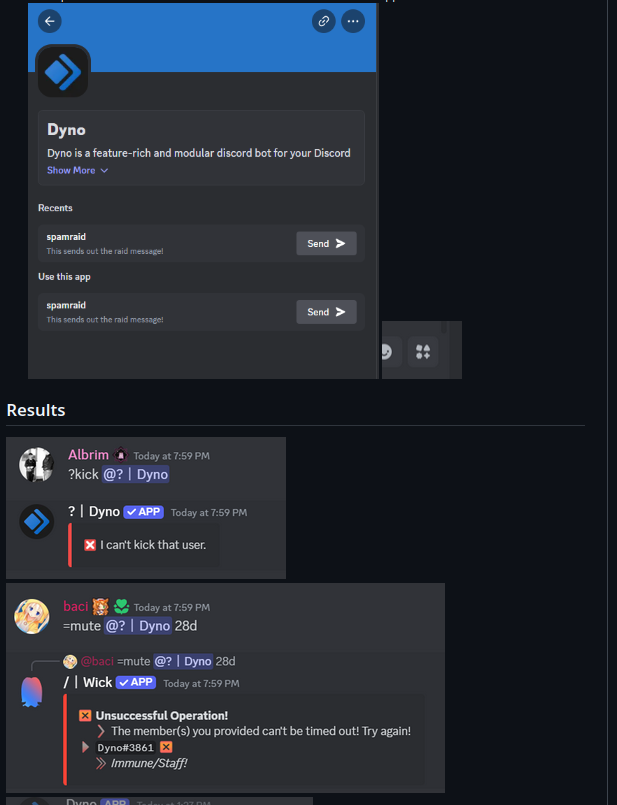 Dyno
Dyno is a feature-rich and modular discord bot for your Discord
Show More
Recents
spamraid
This sends out the raid message!
Send
Use this app
spamraid
This sends out the raid message!
Send
Results
Albrim Today at 7:59 PM
?kick @? | Dyno
? | Dyno ✓ APP Today at 7:59 PM
I can't kick that user.
baci Today at 7:59 PM
=mute @? | Dyno 28d
@baci =mute @? | Dyno 28d
/ | Wick ✓ APP Today at 7:59 PM
Unsuccessful Operation!
The member(s) you provided can't be timed out! Try again!
Dyno#3861
Immune/Staff!
Dyno APP Today at 1:27 PM